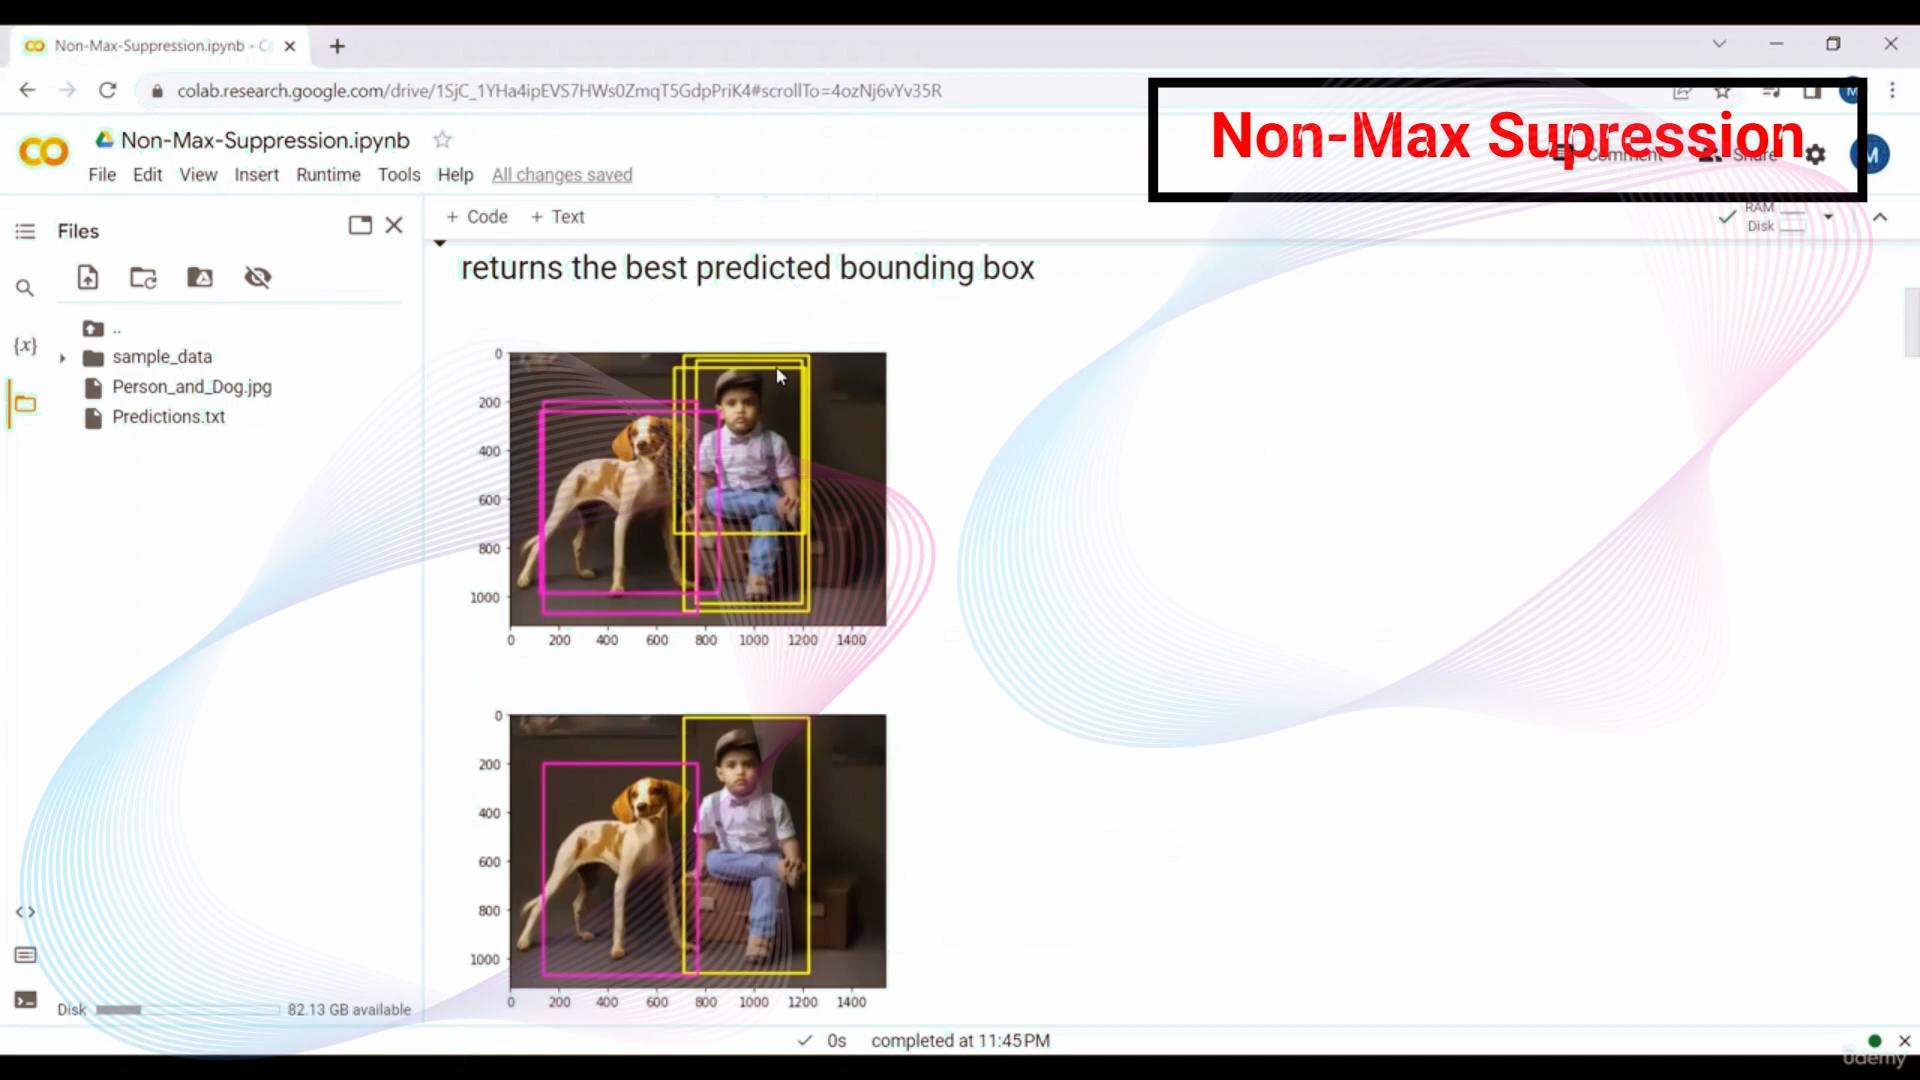 Non-Max-Suppression.ipynb - C
colab.research.google.com/drive/1SjC_1YHa4ipEVS7HWs0ZmqT5GdpPriK4#scrollTo=4ozNj6vYv35R
M
Non-Max Supression
CO
Non-Max-Suppression.ipynb
Comment
Share
M
File Edit View Insert Runtime Tools Help All changes saved
Files
+ Code + Text
RAM
Disk
returns the best predicted bounding box
..
{x}
sample_data
Person_and_Dog.jpg
Predictions.txt
0
200
400
600
800
1000
0 200 400 600 800 1000 1200 1400
0
200
400
600
800
1000
0 200 400 600 800 1000 1200 1400
Disk 82.13 GB available
0s completed at 11:45 PM
ûdemy